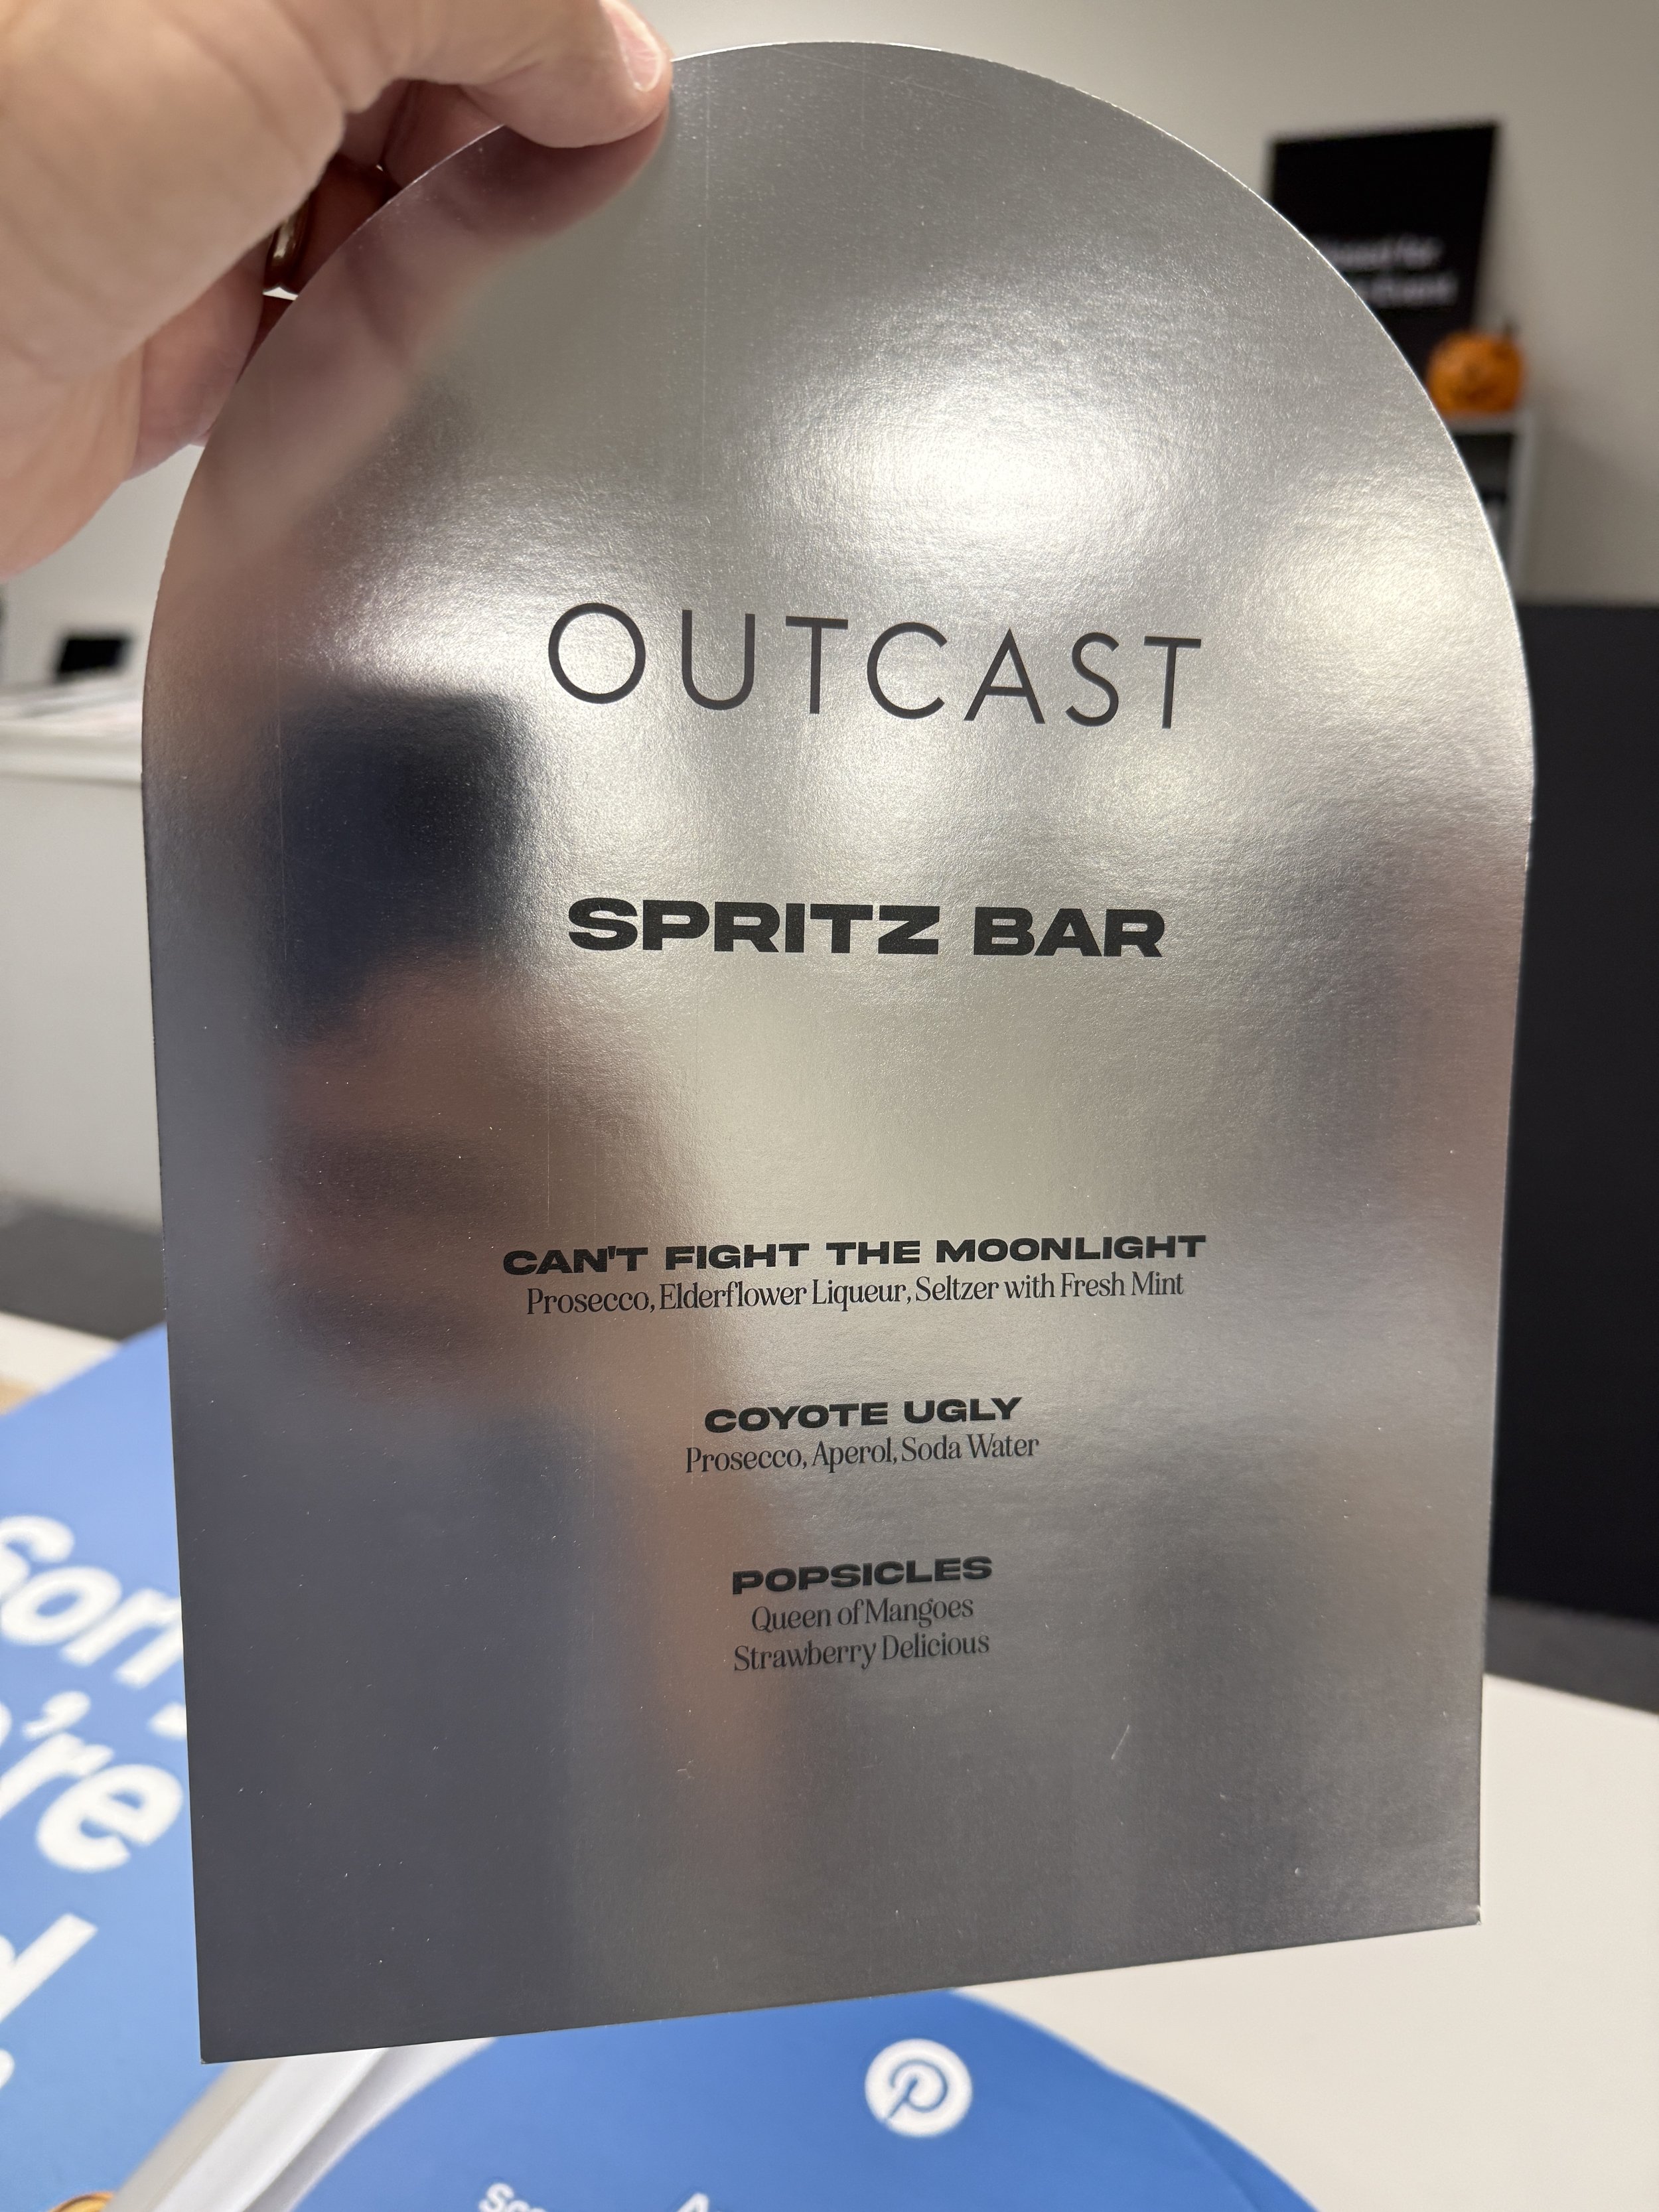 OUTCAST
SPRITZ BAR
CAN'T FIGHT THE MOONLIGHT
Prosecco, Elderflower Liqueur, Seltzer with Fresh Mint
COYOTE UGLY
Prosecco, Aperol, Soda Water
POPSICLES
Queen of Mangoes
Strawberry Delicious